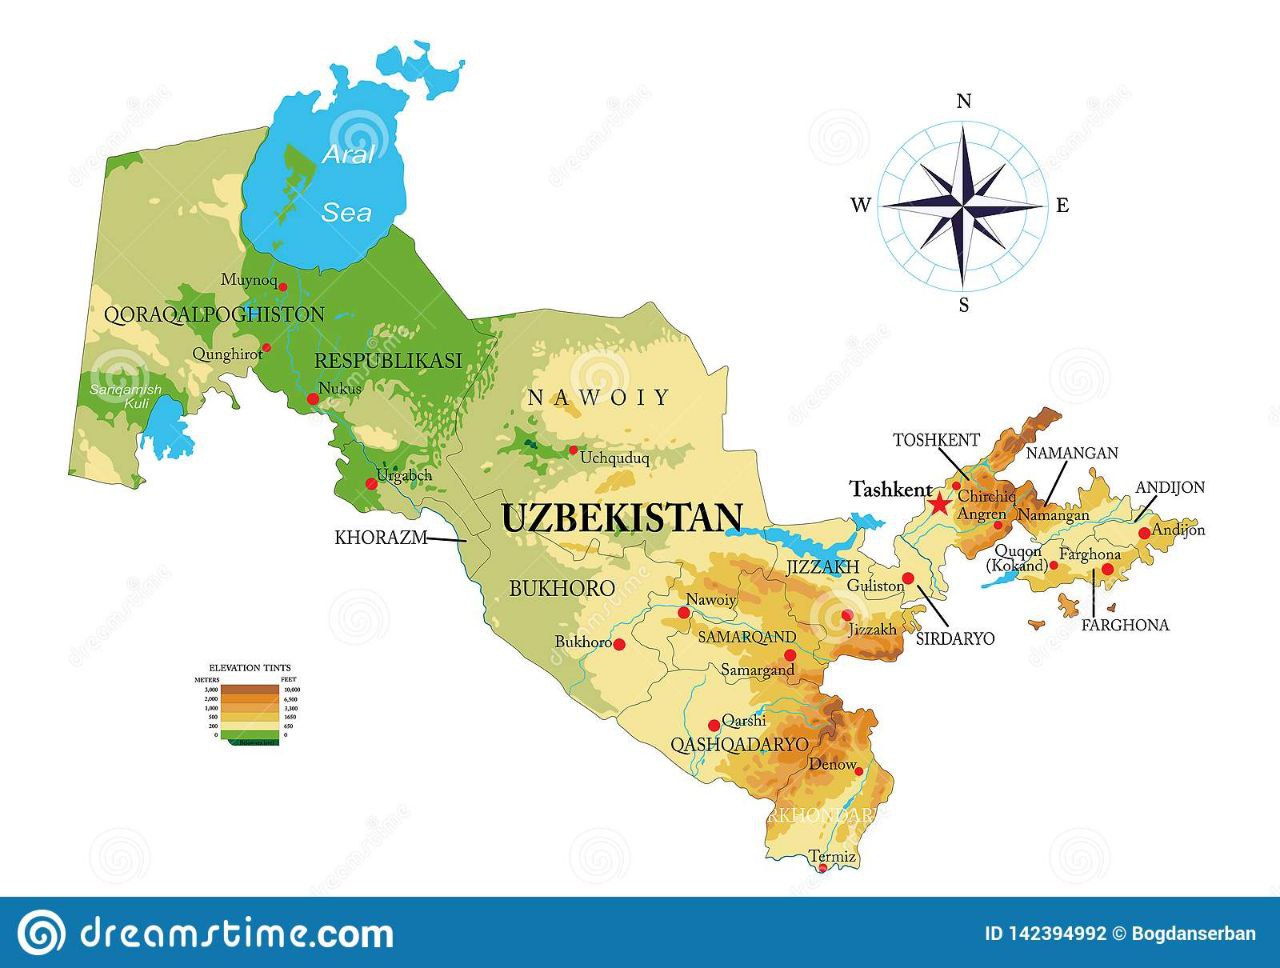 N
W E
S
Aral
Sea
Muynoq
QORAQALPOGHISTON
Qunghirot
RESPUBLIKASI
Nukus
Sariqamish
Kuli
NAWOIY
Uchquduq
Urgabch
UZBEKISTAN
KHORAZM
BUKHORO
TOSHKENT
NAMANGAN
ANDIJON
Tashkent
Chirchiq
Angren
Namangan
Andijon
Quqon
(Kokand)
Farghona
FARGHONA
JIZZAKH
Guliston
SIRDARYO
Nawoiy
Jizzakh
SAMARQAND
Bukhoro
Samargand
Qarshi
QASHQADARYO
Denow
RKHONDAR
Termiz
ELEVATION TINTS
METERS FEET
3,000 10,000
2,000 6,500
1,000 3,300
500 1650
200 650
0 0
dreamstime
dreamstime.com
ID 142394992 © Bogdanserban